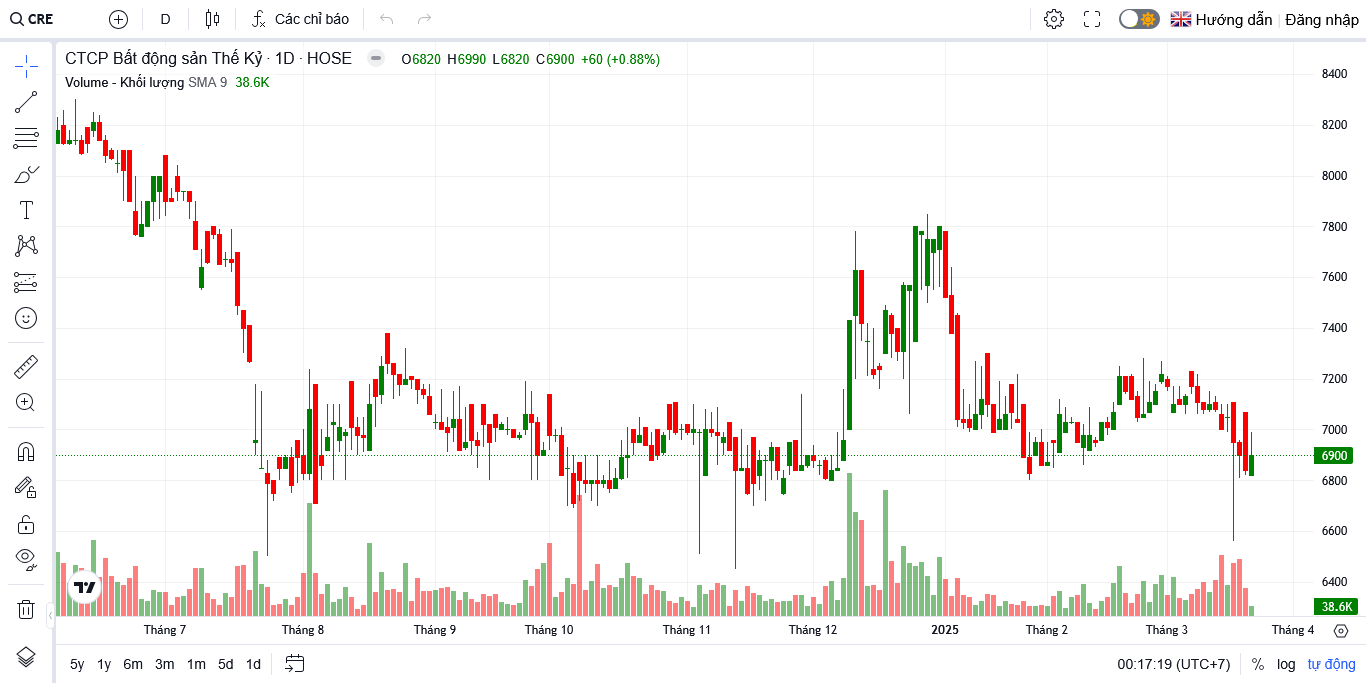 CRE D Các chỉ báo Hướng dẫn Đăng nhập
CTCP Bất động sản Thế Kỷ · 1D · HOSE O6820 H6990 L6820 C6900 +60 (+0.88%)
Volume - Khối lượng SMA 9 38.6K
8400
8200
8000
7800
7600
7400
7200
7000
6900
6800
6600
6400
38.6K
Tháng 7 Tháng 8 Tháng 9 Tháng 10 Tháng 11 Tháng 12 2025 Tháng 2 Tháng 3 Tháng 4
5y 1y 6m 3m 1m 5d 1d 00:17:19 (UTC+7) % log tự động